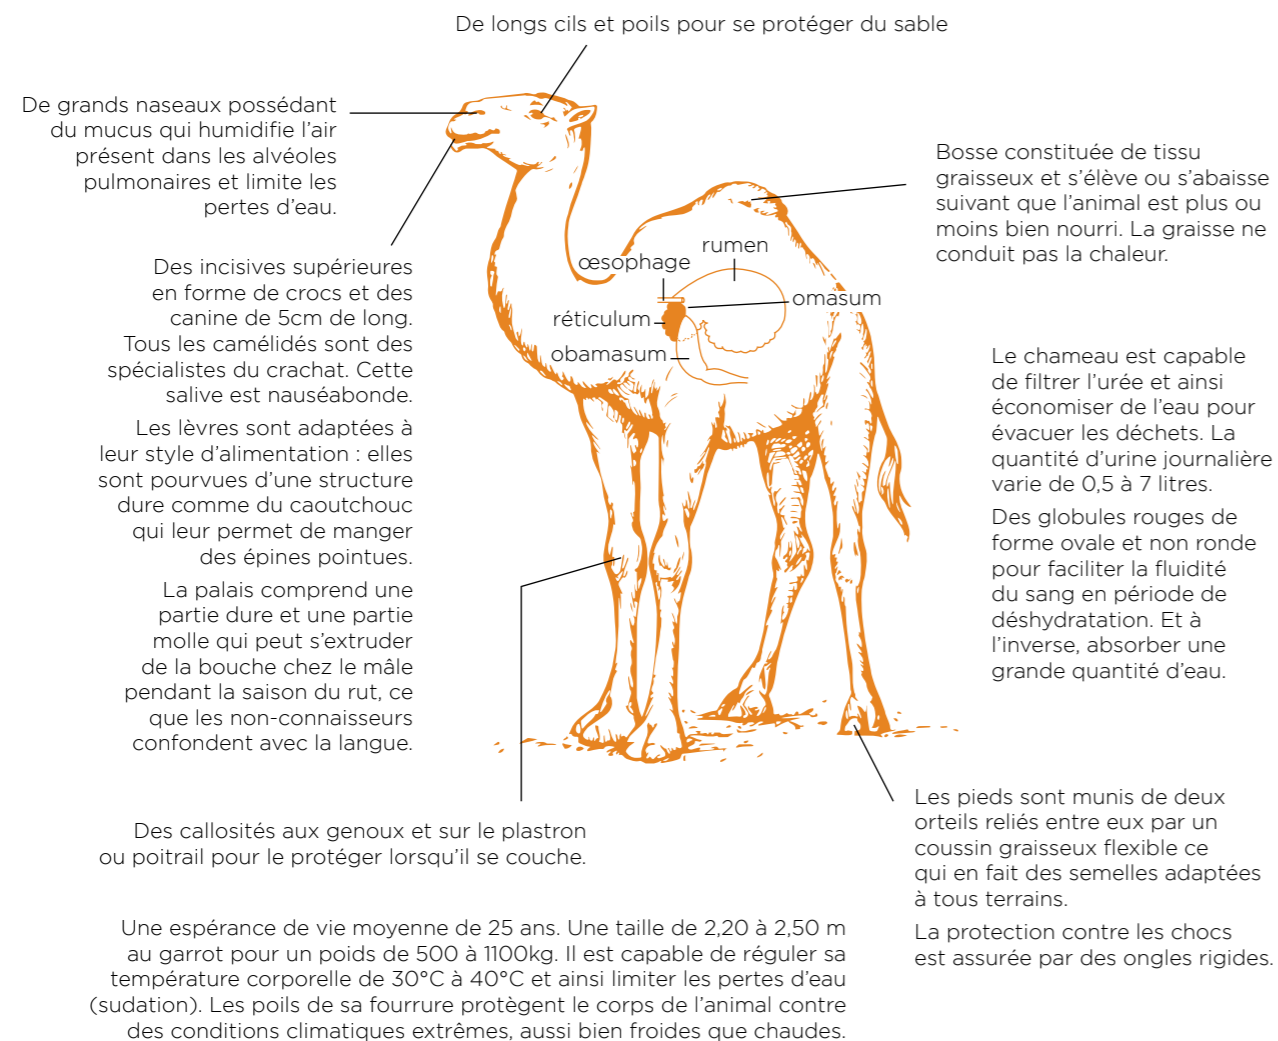 De longs cils et poils pour se protéger du sable
De grands naseaux possédant
du mucus qui humidifie l’air
présent dans les alvéoles
pulmonaires et limite les
pertes d’eau.
Des incisives supérieures
en forme de crocs et des
canine de 5cm de long.
Tous les camélidés sont des
spécialistes du crachat. Cette
salive est nauséabonde.
Les lèvres sont adaptées à
leur style d’alimentation : elles
sont pourvues d’une structure
dure comme du caoutchouc
qui leur permet de manger
des épines pointues.
La palais comprend une
partie dure et une partie
molle qui peut s’extruder
de la bouche chez le mâle
pendant la saison du rut, ce
que les non-connaisseurs
confondent avec la langue.
rumen
œsophage
omasum
réticulum
obamasum
Bosse constituée de tissu
graisseux et s’élève ou s’abaisse
suivant que l’animal est plus ou
moins bien nourri. La graisse ne
conduit pas la chaleur.
Le chameau est capable
de filtrer l’urée et ainsi
économiser de l’eau pour
évacuer les déchets. La
quantité d’urine journalière
varie de 0,5 à 7 litres.
Des globules rouges de
forme ovale et non ronde
pour faciliter la fluidité
du sang en période de
déshydratation. Et à
l’inverse, absorber une
grande quantité d’eau.
Des callosités aux genoux et sur le plastron
ou poitrail pour le protéger lorsqu’il se couche.
Les pieds sont munis de deux
orteils reliés entre eux par un
coussin graisseux flexible ce
qui en fait des semelles adaptées
à tous terrains.
La protection contre les chocs
est assurée par des ongles rigides.
Une espérance de vie moyenne de 25 ans. Une taille de 2,20 à 2,50 m
au garrot pour un poids de 500 à 1100kg. Il est capable de réguler sa
température corporelle de 30°C à 40°C et ainsi limiter les pertes d’eau
(sudation). Les poils de sa fourrure protègent le corps de l’animal contre
des conditions climatiques extrêmes, aussi bien froides que chaudes.